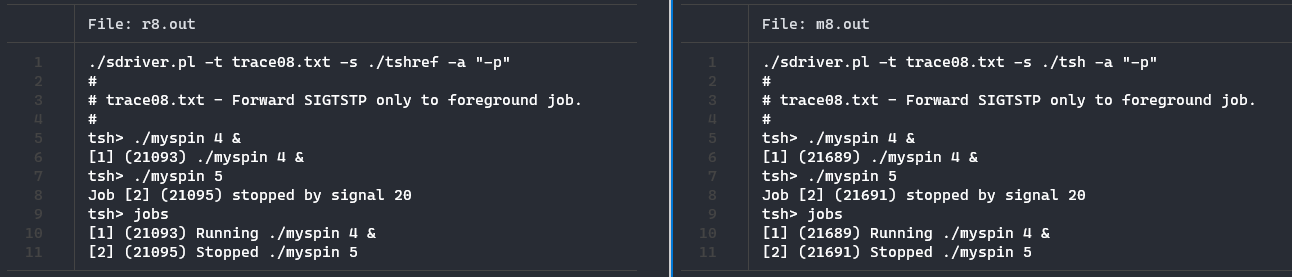 File: r8.out
1 ./sdriver.pl -t trace08.txt -s ./tshref -a "-p"
2 #
3 # trace08.txt - Forward SIGTSTP only to foreground job.
4 #
5 tsh> ./myspin 4 &
6 [1] (21093) ./myspin 4 &
7 tsh> ./myspin 5
8 Job [2] (21095) stopped by signal 20
9 tsh> jobs
10 [1] (21093) Running ./myspin 4 &
11 [2] (21095) Stopped ./myspin 5
File: m8.out
1 ./sdriver.pl -t trace08.txt -s ./tsh -a "-p"
2 #
3 # trace08.txt - Forward SIGTSTP only to foreground job.
4 #
5 tsh> ./myspin 4 &
6 [1] (21689) ./myspin 4 &
7 tsh> ./myspin 5
8 Job [2] (21691) stopped by signal 20
9 tsh> jobs
10 [1] (21689) Running ./myspin 4 &
11 [2] (21691) Stopped ./myspin 5